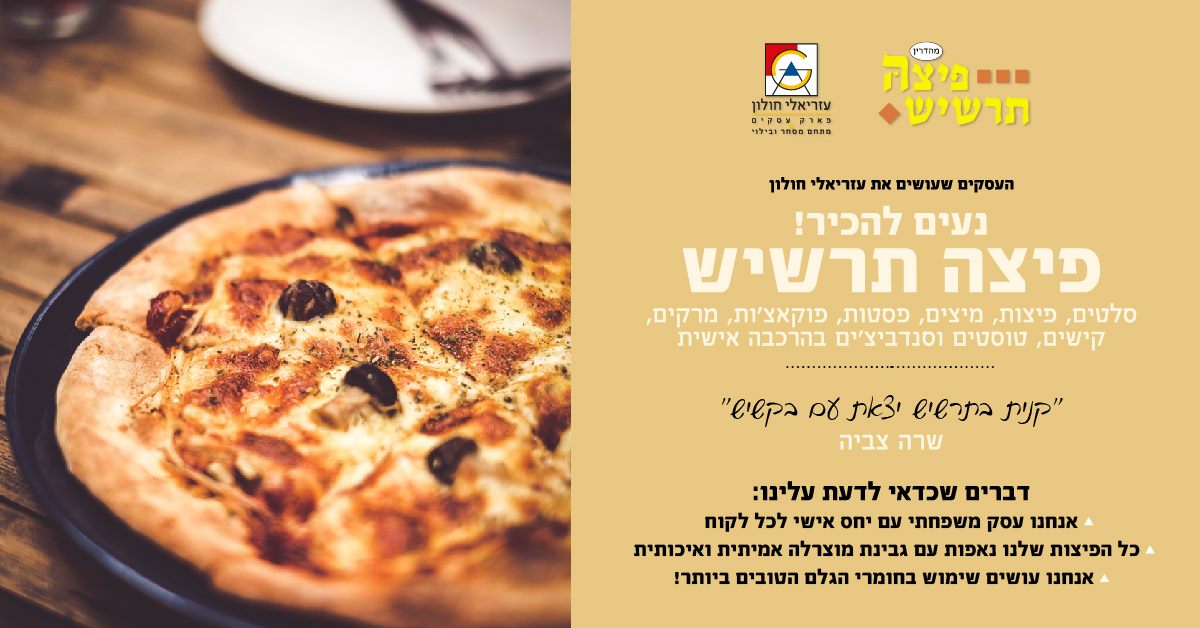 מהדרין
פיצה
תרשיש
עזריאלי חולון
פארק עסקים
מתחם מסחר ובילוי
העסקים שעושים את עזריאלי חולון
נעים להכיר!
פיצה תרשיש
סלטים, פיצות, מיצים, פסטות, פוקאצ'ות, מרקים,
קישים, טוסטים וסנדביצ'ים בהרכבה אישית
"קנית בתרשיש יצאת עם בקשיש"
שרה צביה
דברים שכדאי לדעת עלינו:
אנחנו עסק משפחתי עם יחס אישי לכל לקוח
כל הפיצות שלנו נאפות עם גבינת מוצרלה אמיתית ואיכותית
אנחנו עושים שימוש בחומרי הגלם הטובים ביותר!